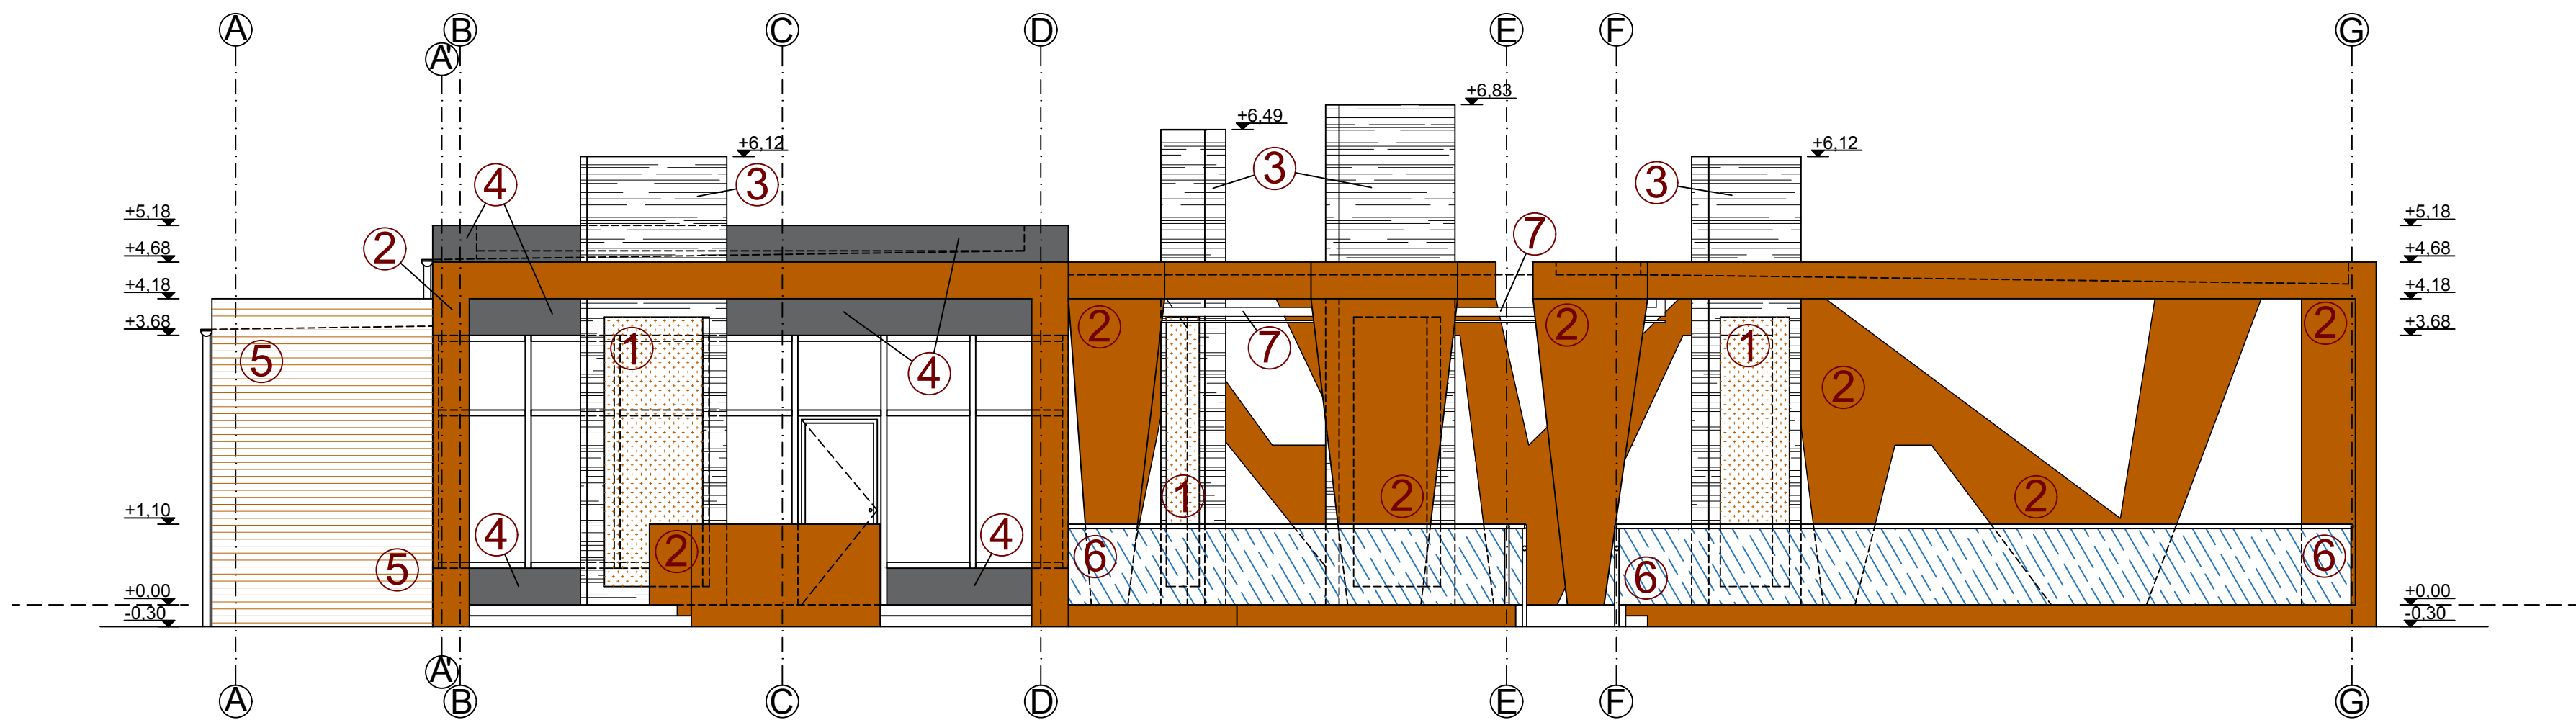 A B C D E F G
A'
+6,83
+6,49
+6,12 +6,12
3 3
4 3
+5,18 +5,18
7
2
+4,68 +4,68
+4,18 +4,18
+3,68 2 2 2 +3,68
5 1 7 1
4 2
1 2 2
+1,10
4 4
2 6 6
5 6
+0,00 +0,00
-0,30 -0,30
A'
A B C D E F G